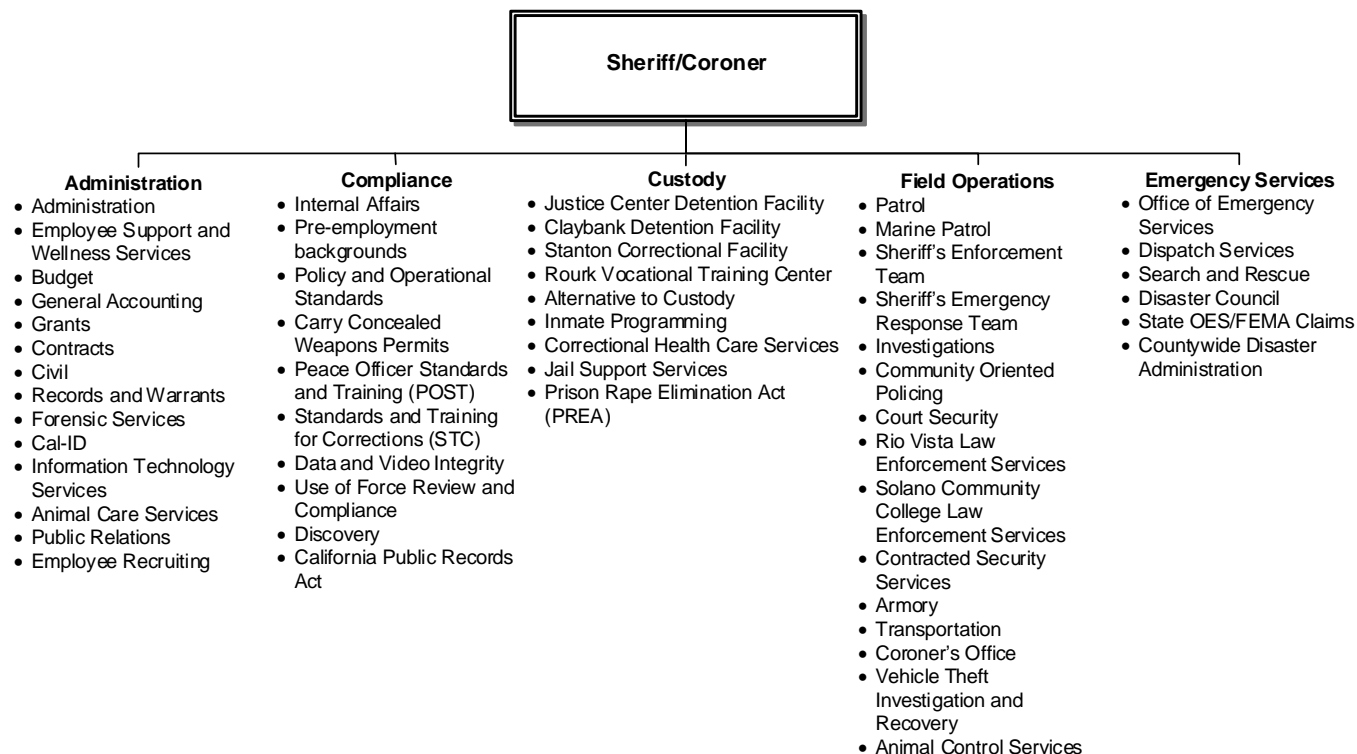 Sheriff/Coroner
Administration
• Administration
• Employee Support and
Wellness Services
• Budget
• General Accounting
• Grants
• Contracts
• Civil
• Records and Warrants
• Forensic Services
• Cal-ID
• Information Technology
Services
• Animal Care Services
• Public Relations
• Employee Recruiting
Compliance
• Internal Affairs
• Pre-employment
backgrounds
• Policy and Operational
Standards
• Carry Concealed
Weapons Permits
• Peace Officer Standards
and Training (POST)
• Standards and Training
for Corrections (STC)
• Data and Video Integrity
• Use of Force Review and
Compliance
• Discovery
• California Public Records
Act
Custody
• Justice Center Detention Facility
• Claybank Detention Facility
• Stanton Correctional Facility
• Rourk Vocational Training Center
• Alternative to Custody
• Inmate Programming
• Correctional Health Care Services
• Jail Support Services
• Prison Rape Elimination Act
(PREA)
Field Operations
• Patrol
• Marine Patrol
• Sheriff's Enforcement
Team
• Sheriff's Emergency
Response Team
• Investigations
• Community Oriented
Policing
• Court Security
• Rio Vista Law
Enforcement Services
• Solano Community
College Law
Enforcement Services
• Contracted Security
Services
• Armory
• Transportation
• Coroner's Office
• Vehicle Theft
Investigation and
Recovery
• Animal Control Services
Emergency Services
• Office of Emergency
Services
• Dispatch Services
• Search and Rescue
• Disaster Council
• State OES/FEMA Claims
• Countywide Disaster
Administration